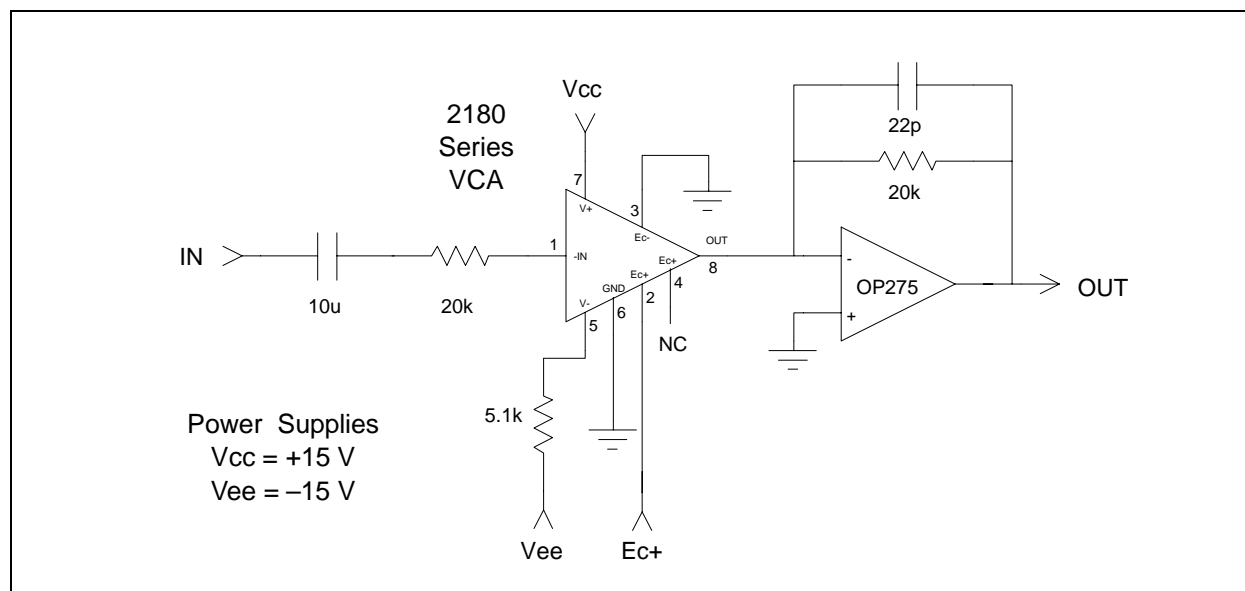 Vcc
2180
Series
VCA
22p
20k
7
V+
3
Ec-
IN
10u
20k
1
-IN
OUT
8
Ec+
4
NC
Ec+
2
GND
6
V-
5
-
OP275
+
OUT
5.1k
Power Supplies
Vcc = +15 V
Vee = –15 V
Vee
Ec+